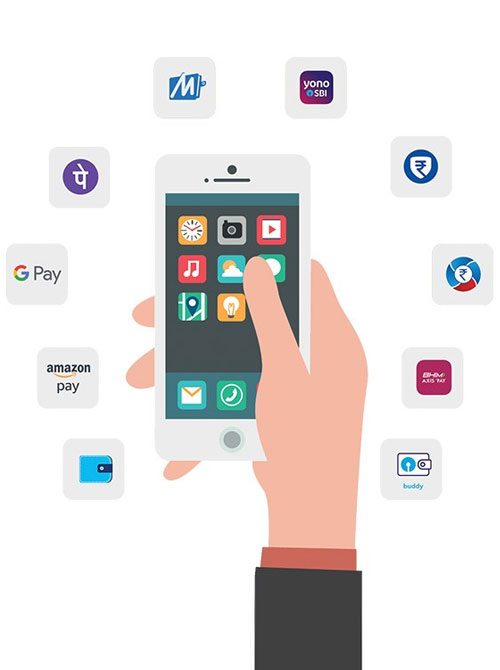 M
yono
SBI
पे
₹
G Pay
₹
amazon
pay
BHIM
AXIS PAY
buddy